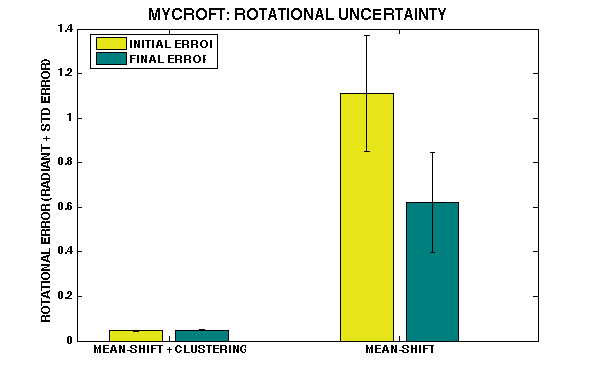 MYCROFT: ROTATIONAL UNCERTAINTY
ROTATIONAL ERROR (RADIANT + STD ERROR)
1.4
1.2
1
0.8
0.6
0.4
0.2
0
INITIAL ERROI
FINAL ERROF
MEAN-SHIFT + CLUSTERING
MEAN-SHIFT